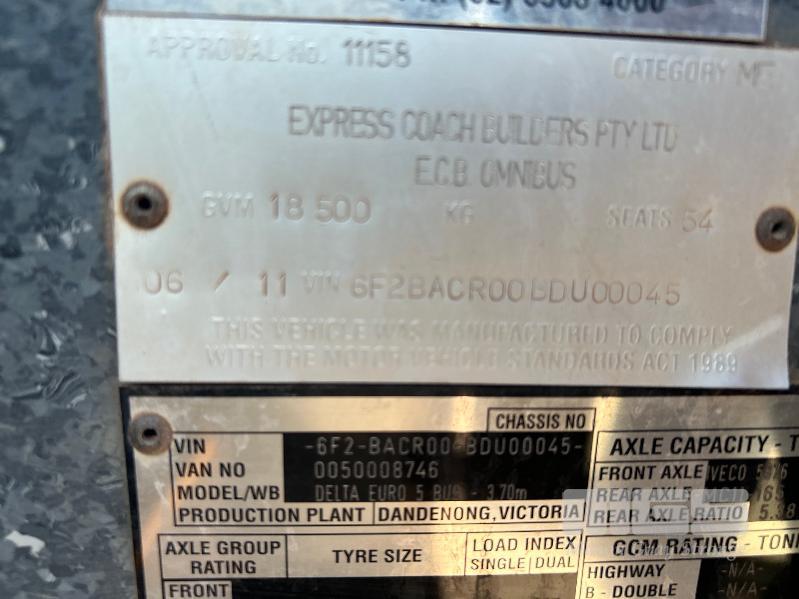 APPROVAL No. 11158
CATEGORY ME
EXPRESS COACH BUILDERS PTY LTD
E.C.B. OMNIBUS
GVM 18 500 KG SEATS 54
06 / 11 VIN 6F2BACR00BDU00045
THIS VEHICLE WAS MANUFACTURED TO COMPLY
WITH THE MOTOR VEHICLE STANDARDS ACT 1989
CHASSIS NO
VIN -6F2-BACR00-BDU00045-
VAN NO 0050008746
MODEL/WB DELTA EURO 5 BUS - 3.70m
PRODUCTION PLANT DANDENONG, VICTORIA
AXLE GROUP RATING
TYRE SIZE
LOAD INDEX
SINGLE DUAL
FRONT
AXLE CAPACITY - T
FRONT AXLE IVECO
REAR AXLE
REAR AXLE RATIO
GCM RATING - TONN
HIGHWAY -N/A-
B - DOUBLE -N/A-